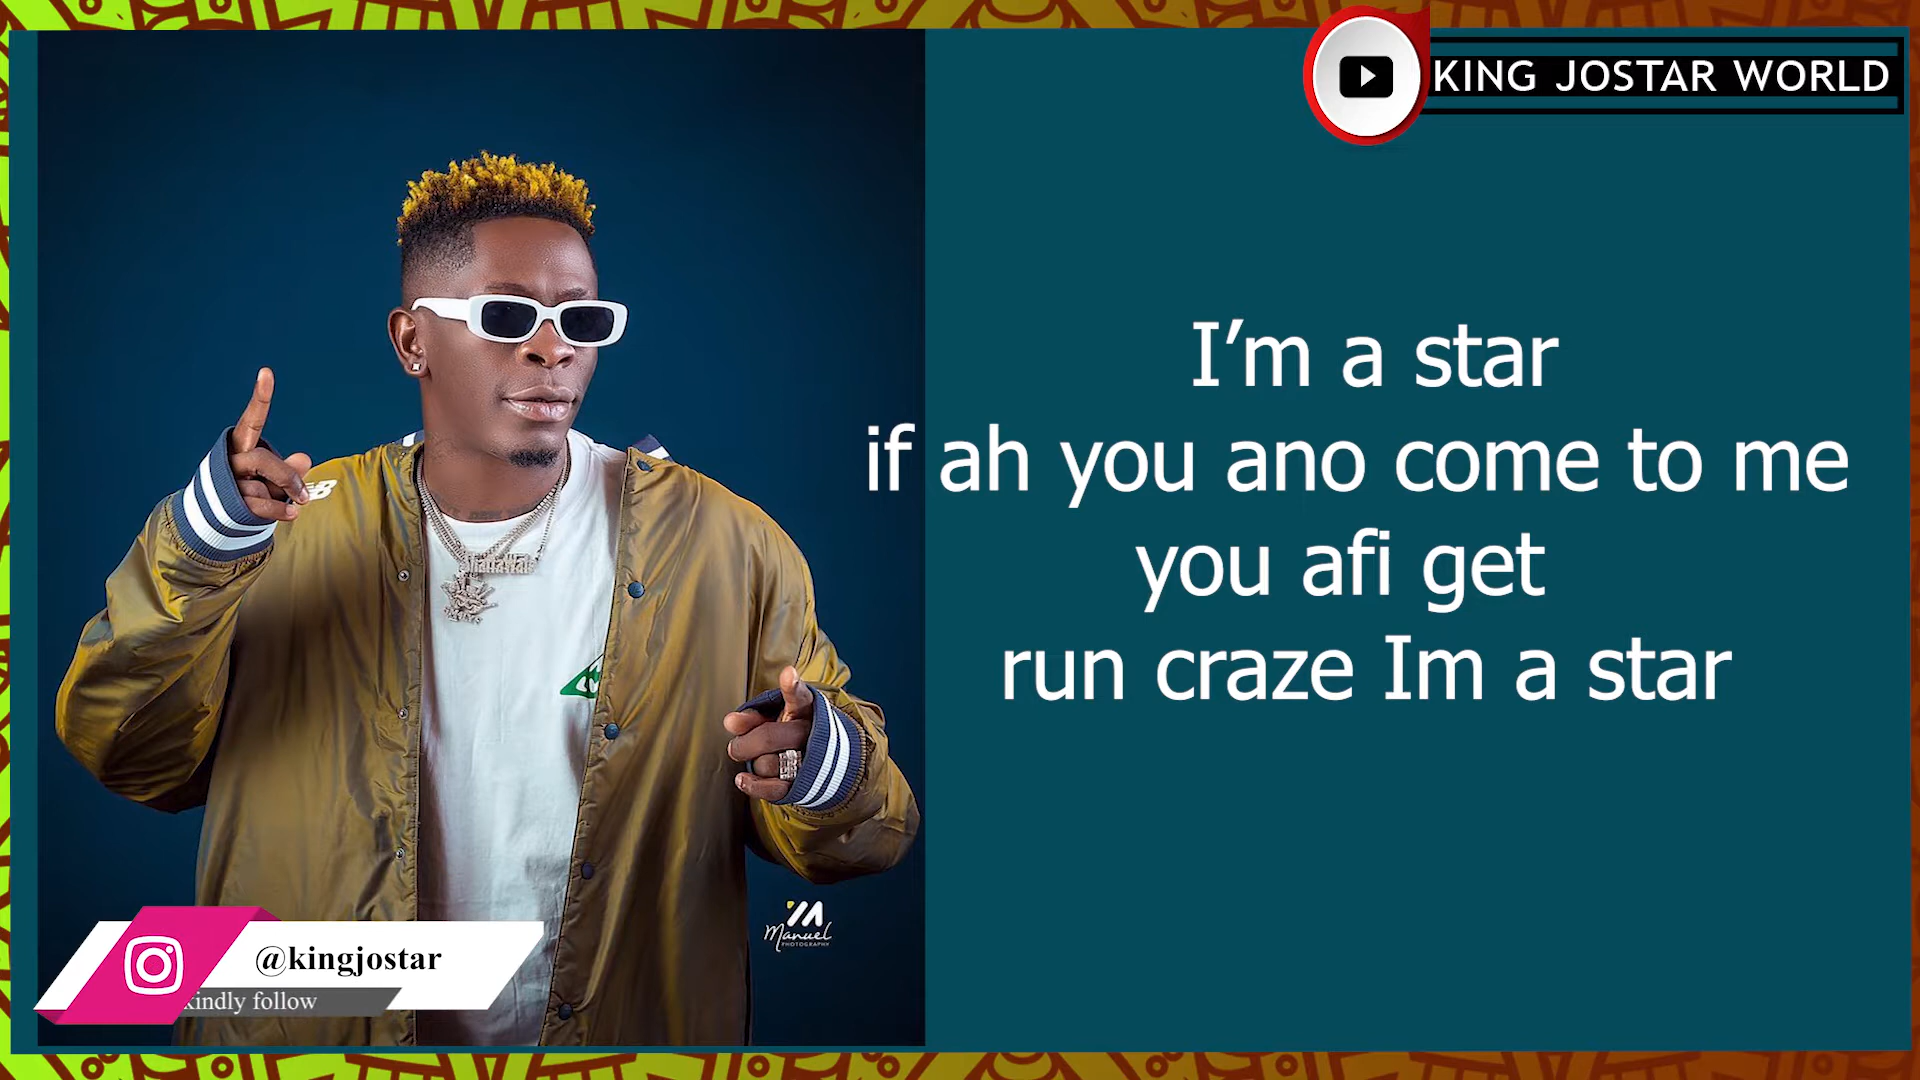 KING JOSTAR WORLD
I’m a star
if ah you ano come to me
you afi get
run craze Im a star
Manuel
PHOTOGRAPHY
@kingjostar
kindly follow